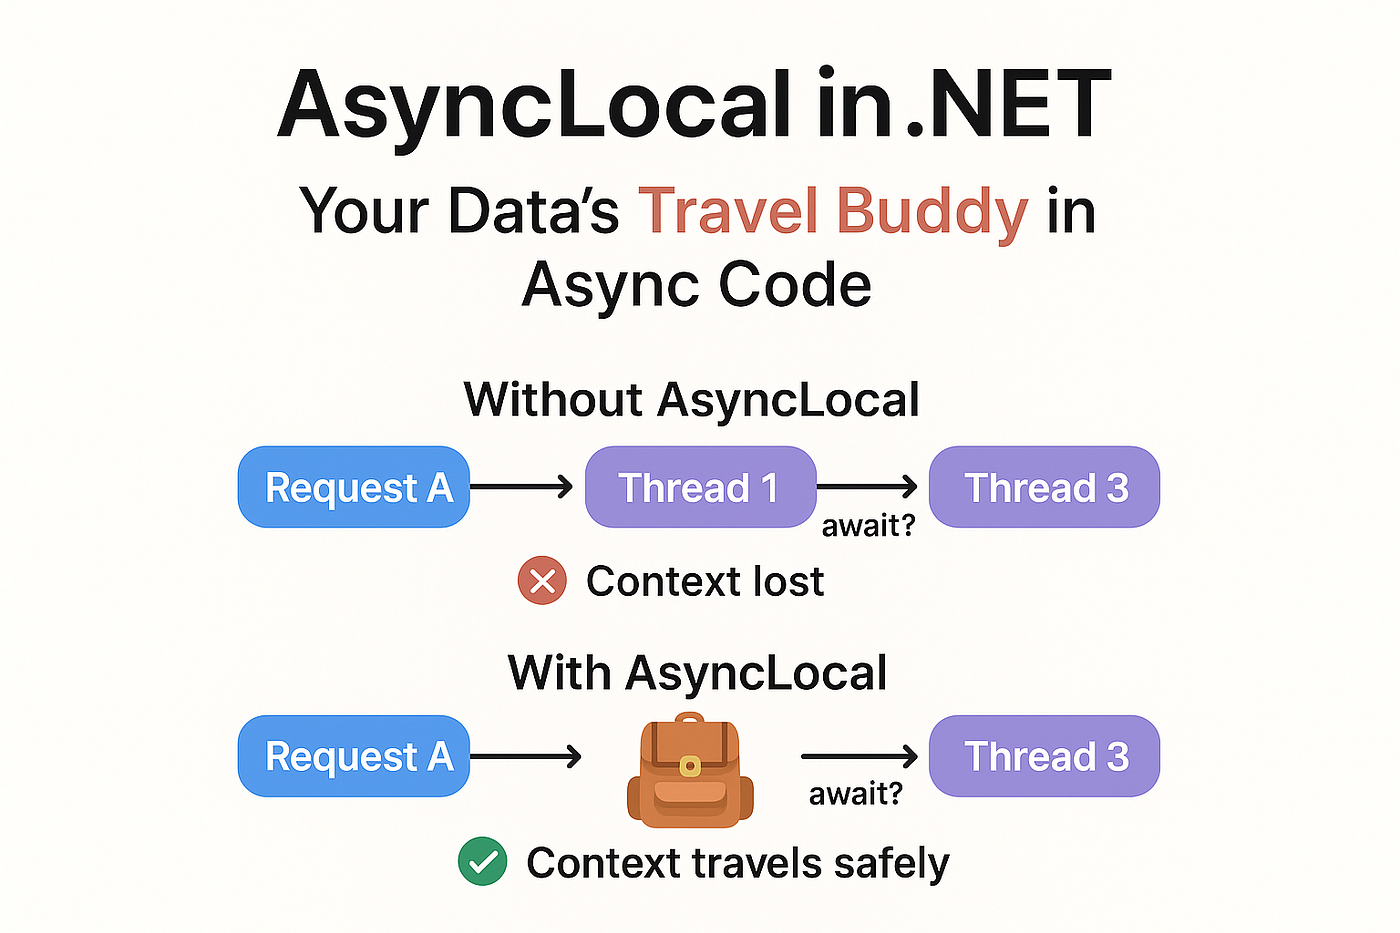 AsyncLocal in .NET
Your Data’s Travel Buddy in
Async Code
Without AsyncLocal
Request A
Thread 1
await?
Thread 3
Context lost
With AsyncLocal
Request A
await?
Thread 3
Context travels safely